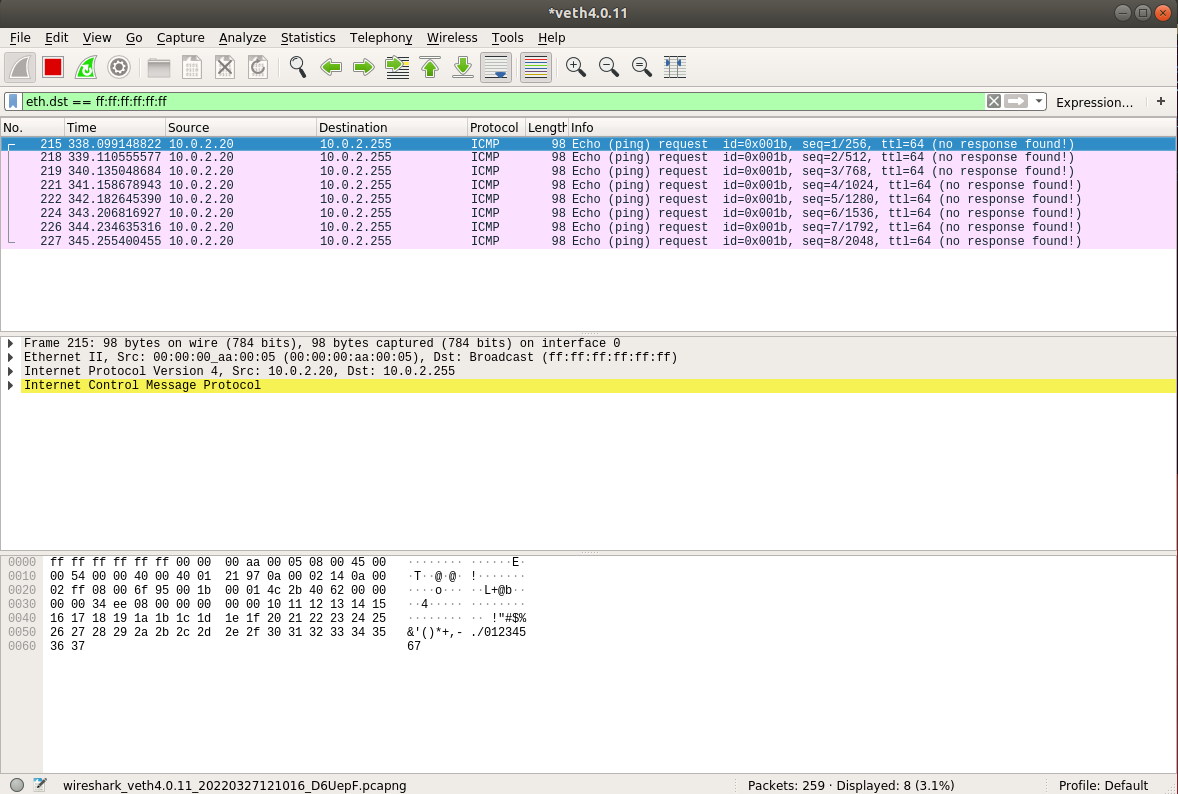 *veth4.0.11
File Edit View Go Capture Analyze Statistics Telephony Wireless Tools Help
eth.dst == ff:ff:ff:ff:ff:ff Expression… +
No. Time Source Destination Protocol Length Info
215 338.099148822 10.0.2.20 10.0.2.255 ICMP 98 Echo (ping) request id=0x001b, seq=1/256, ttl=64 (no response found!)
218 339.110555577 10.0.2.20 10.0.2.255 ICMP 98 Echo (ping) request id=0x001b, seq=2/512, ttl=64 (no response found!)
219 340.135048684 10.0.2.20 10.0.2.255 ICMP 98 Echo (ping) request id=0x001b, seq=3/768, ttl=64 (no response found!)
221 341.158678943 10.0.2.20 10.0.2.255 ICMP 98 Echo (ping) request id=0x001b, seq=4/1024, ttl=64 (no response found!)
222 342.182645390 10.0.2.20 10.0.2.255 ICMP 98 Echo (ping) request id=0x001b, seq=5/1280, ttl=64 (no response found!)
224 343.206816927 10.0.2.20 10.0.2.255 ICMP 98 Echo (ping) request id=0x001b, seq=6/1536, ttl=64 (no response found!)
226 344.234635316 10.0.2.20 10.0.2.255 ICMP 98 Echo (ping) request id=0x001b, seq=7/1792, ttl=64 (no response found!)
227 345.255400455 10.0.2.20 10.0.2.255 ICMP 98 Echo (ping) request id=0x001b, seq=8/2048, ttl=64 (no response found!)
Frame 215: 98 bytes on wire (784 bits), 98 bytes captured (784 bits) on interface 0
Ethernet II, Src: 00:00:00_aa:00:05 (00:00:00:aa:00:05), Dst: Broadcast (ff:ff:ff:ff:ff:ff)
Internet Protocol Version 4, Src: 10.0.2.20, Dst: 10.0.2.255
Internet Control Message Protocol
0000 ff ff ff ff ff ff 00 00 00 aa 00 05 08 00 45 00 ········ ······E·
0010 00 54 00 00 40 00 40 01 21 97 0a 00 02 14 0a 00 ·T··@·@· !·······
0020 02 ff 08 00 6f 95 00 1b 00 01 4c 2b 40 62 00 00 ····o··· ··L+@b··
0030 00 00 34 ee 08 00 00 00 00 00 10 11 12 13 14 15 ··4····· ········
0040 16 17 18 19 1a 1b 1c 1d 1e 1f 20 21 22 23 24 25 ········ ·· !"#$%
0050 26 27 28 29 2a 2b 2c 2d 2e 2f 30 31 32 33 34 35 &'()*+,- ./012345
0060 36 37 67
wireshark_veth4.0.11_20220327121016_D6UepF.pcapng Packets: 259 · Displayed: 8 (3.1%) Profile: Default